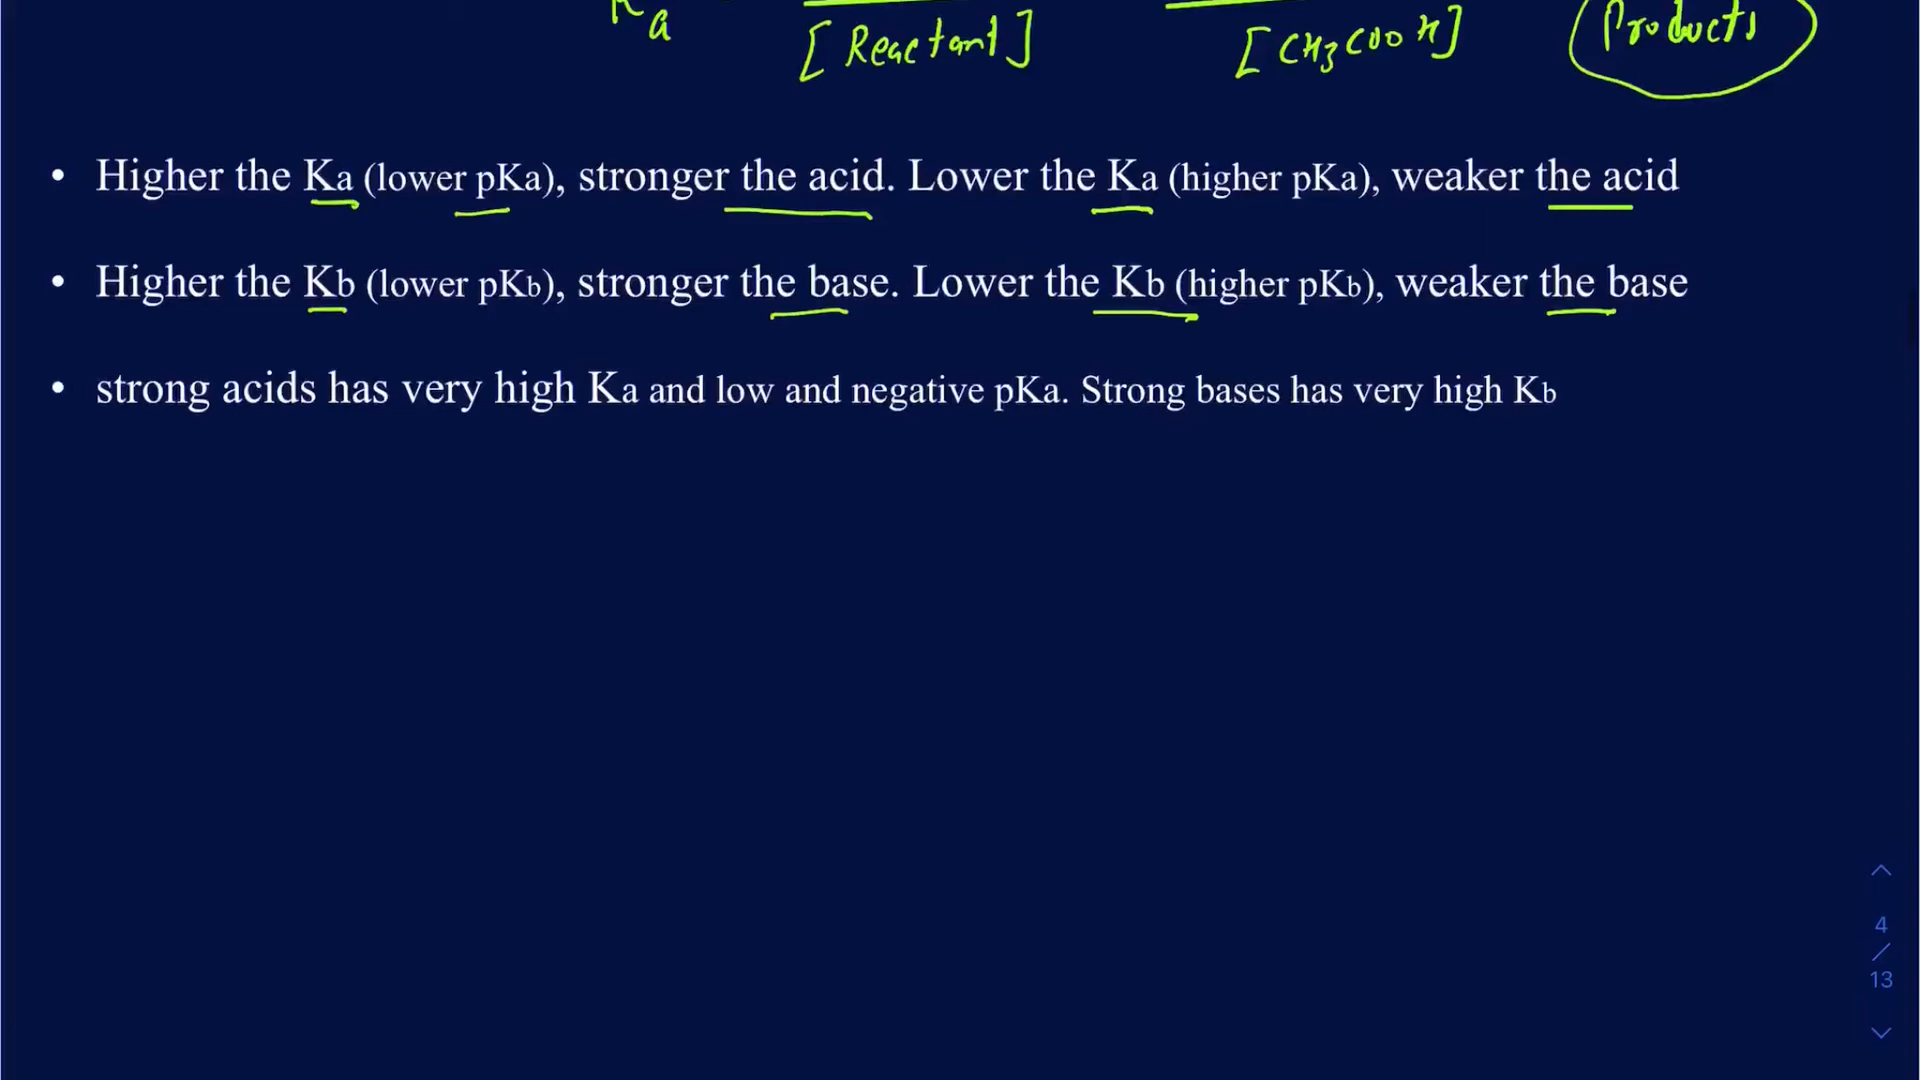 Ka [Reactant] [CH3COOH] Products
• Higher the Ka (lower pKa), stronger the acid. Lower the Ka (higher pKa), weaker the acid
• Higher the Kb (lower pKb), stronger the base. Lower the Kb (higher pKb), weaker the base
• strong acids has very high Ka and low and negative pKa. Strong bases has very high Kb
4
/
13